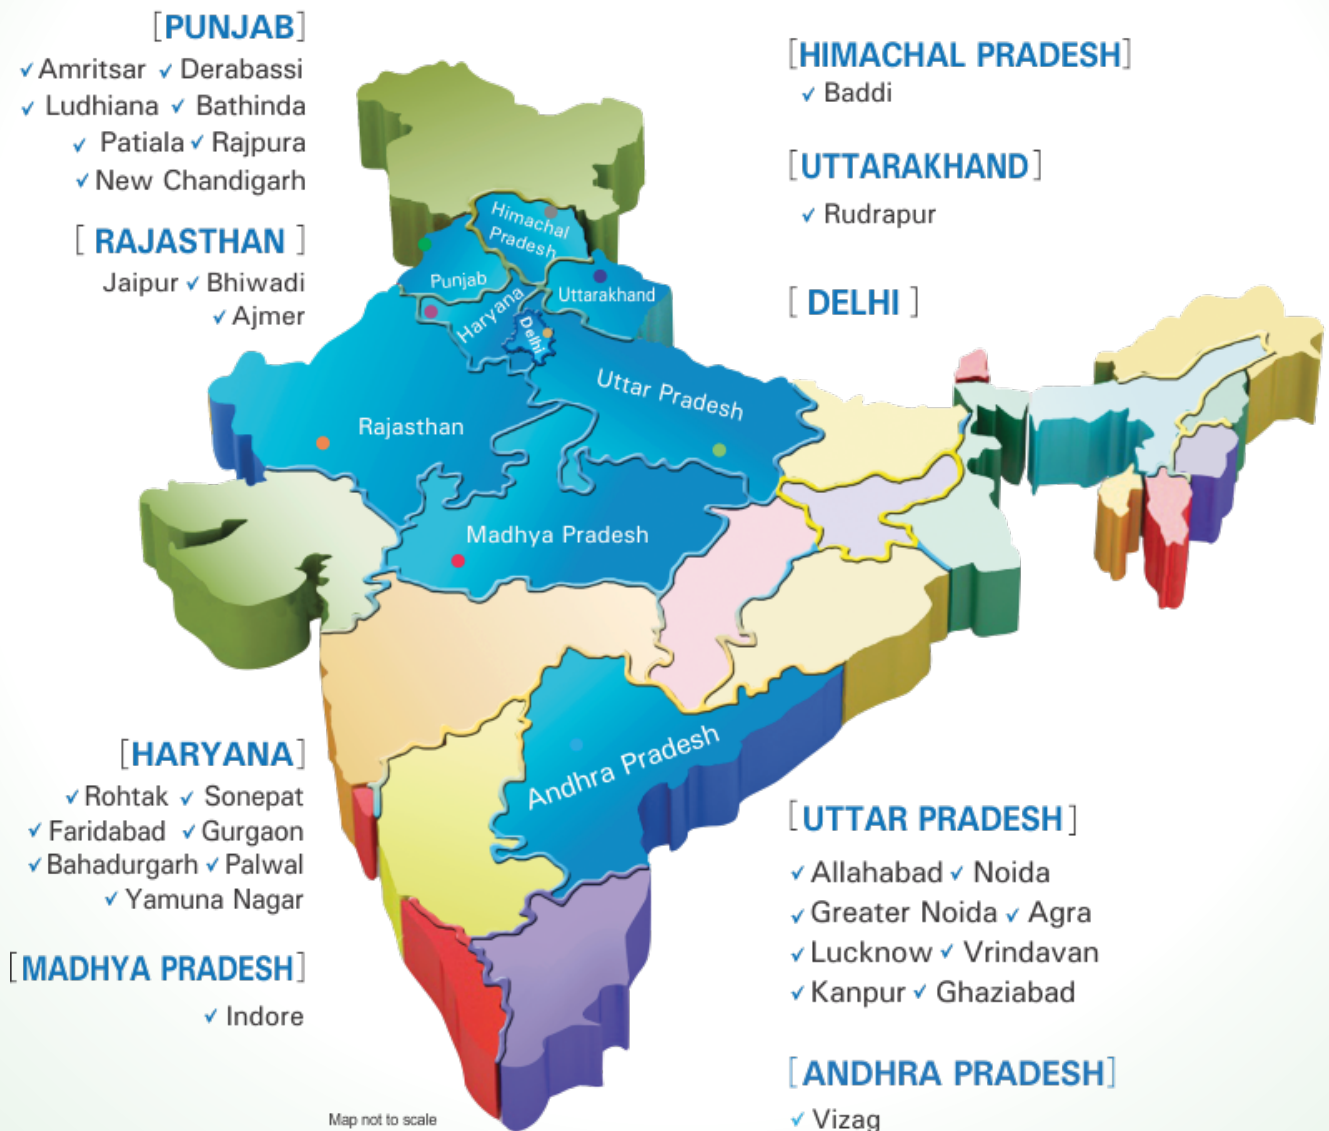 [PUNJAB]
✓ Amritsar ✓ Derabassi
✓ Ludhiana ✓ Bathinda
✓ Patiala ✓ Rajpura
✓ New Chandigarh
[ RAJASTHAN ]
Jaipur ✓ Bhiwadi
✓ Ajmer
[HIMACHAL PRADESH]
✓ Baddi
[UTTARAKHAND]
✓ Rudrapur
[ DELHI ]
Himachal
Pradesh
Punjab
Uttarakhand
Haryana
Delhi
Uttar Pradesh
Rajasthan
Madhya Pradesh
Andhra Pradesh
[HARYANA]
✓ Rohtak ✓ Sonepat
✓ Faridabad ✓ Gurgaon
✓ Bahadurgarh ✓ Palwal
✓ Yamuna Nagar
[MADHYA PRADESH]
✓ Indore
[UTTAR PRADESH]
✓ Allahabad ✓ Noida
✓ Greater Noida ✓ Agra
✓ Lucknow ✓ Vrindavan
✓ Kanpur ✓ Ghaziabad
[ANDHRA PRADESH]
✓ Vizag
Map not to scale